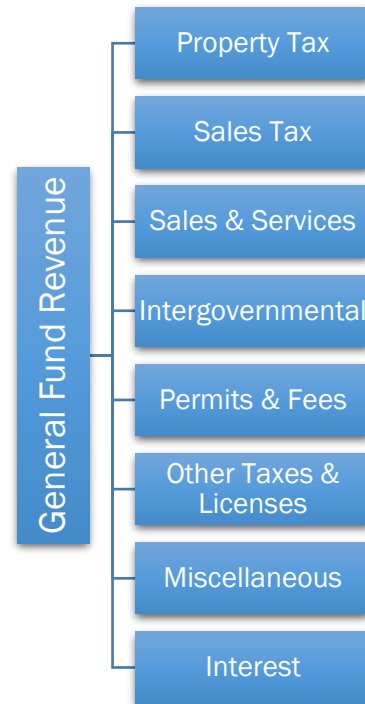 General Fund Revenue
Property Tax
Sales Tax
Sales & Services
Intergovernmental
Permits & Fees
Other Taxes &
Licenses
Miscellaneous
Interest